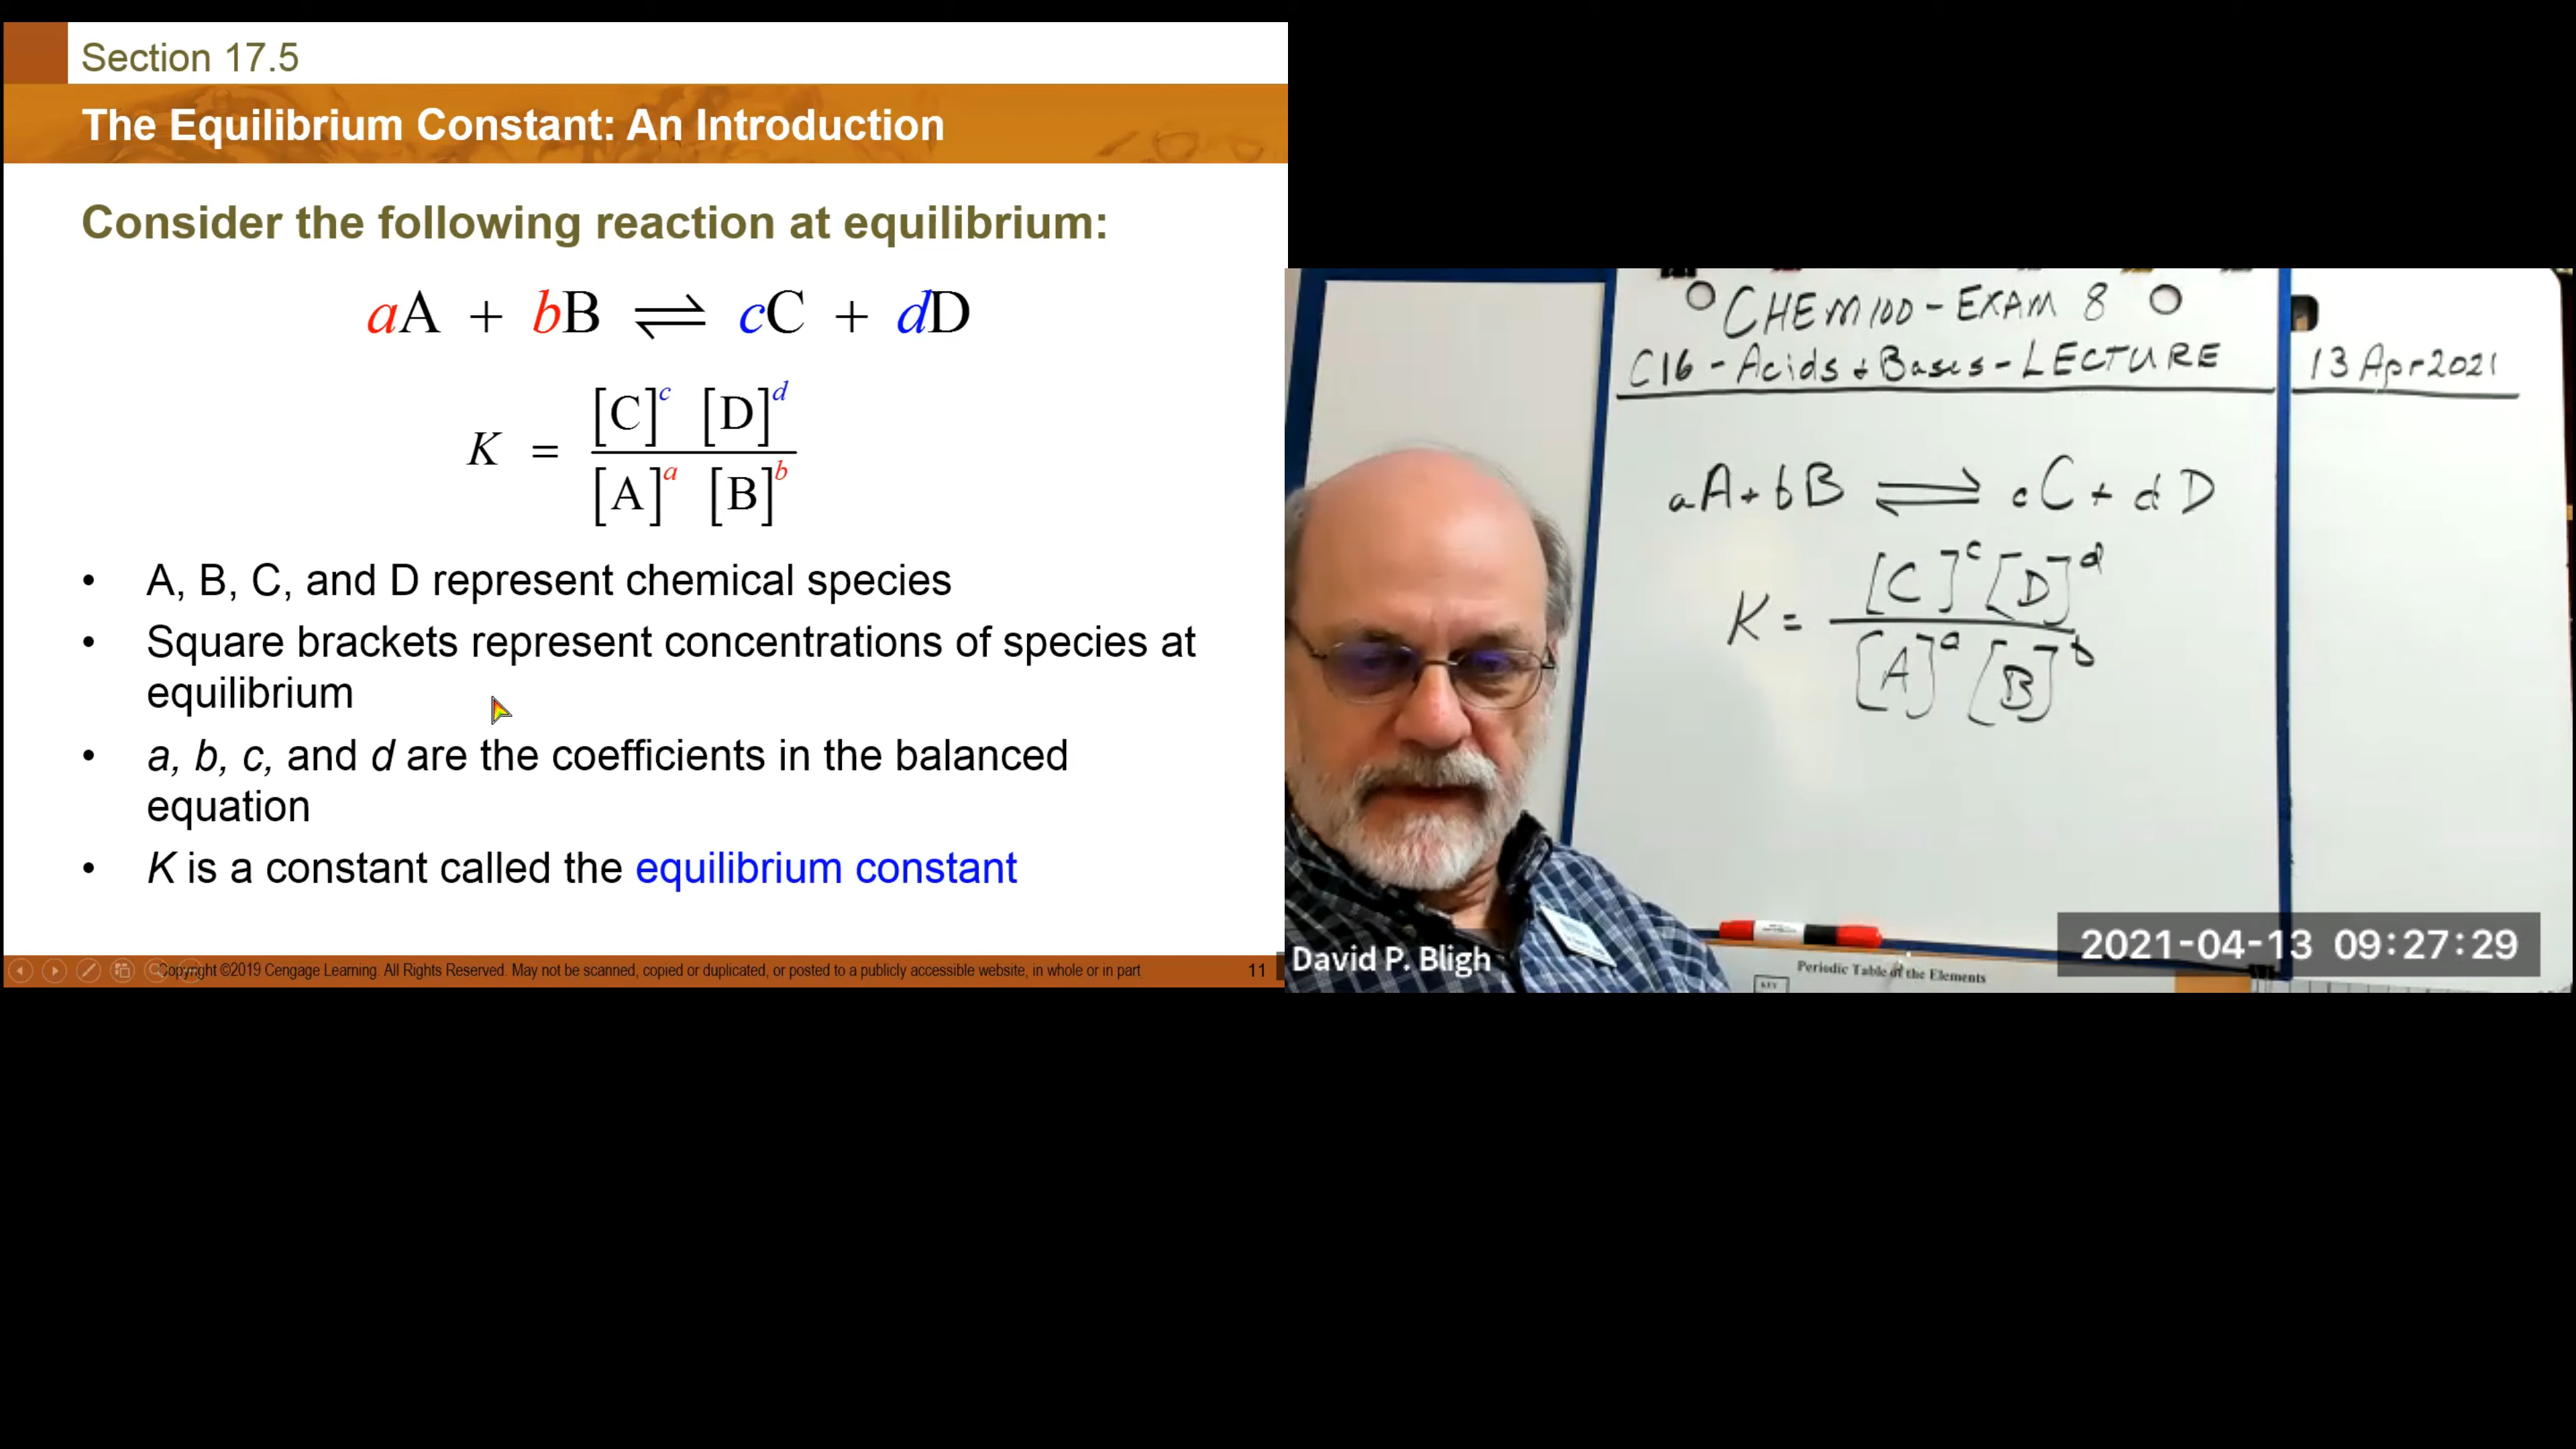 Section 17.5
The Equilibrium Constant: An Introduction
Consider the following reaction at equilibrium:
aA + bB ⇌ cC + dD
K = [C]^c [D]^d / [A]^a [B]^b
• A, B, C, and D represent chemical species
• Square brackets represent concentrations of species at
equilibrium
• a, b, c, and d are the coefficients in the balanced
equation
• K is a constant called the equilibrium constant
Copyright ©2019 Cengage Learning. All Rights Reserved. May not be scanned, copied or duplicated, or posted to a publicly accessible website, in whole or in part
11
CHEM100 - EXAM 8
C16 - Acids + Bases - LECTURE
13 Apr 2021
aA + bB ⇌ cC + dD
K = [C]^c [D]^d / [A]^a [B]^b
David P. Bligh
2021-04-13 09:27:29
Periodic Table of the Elements
KEY